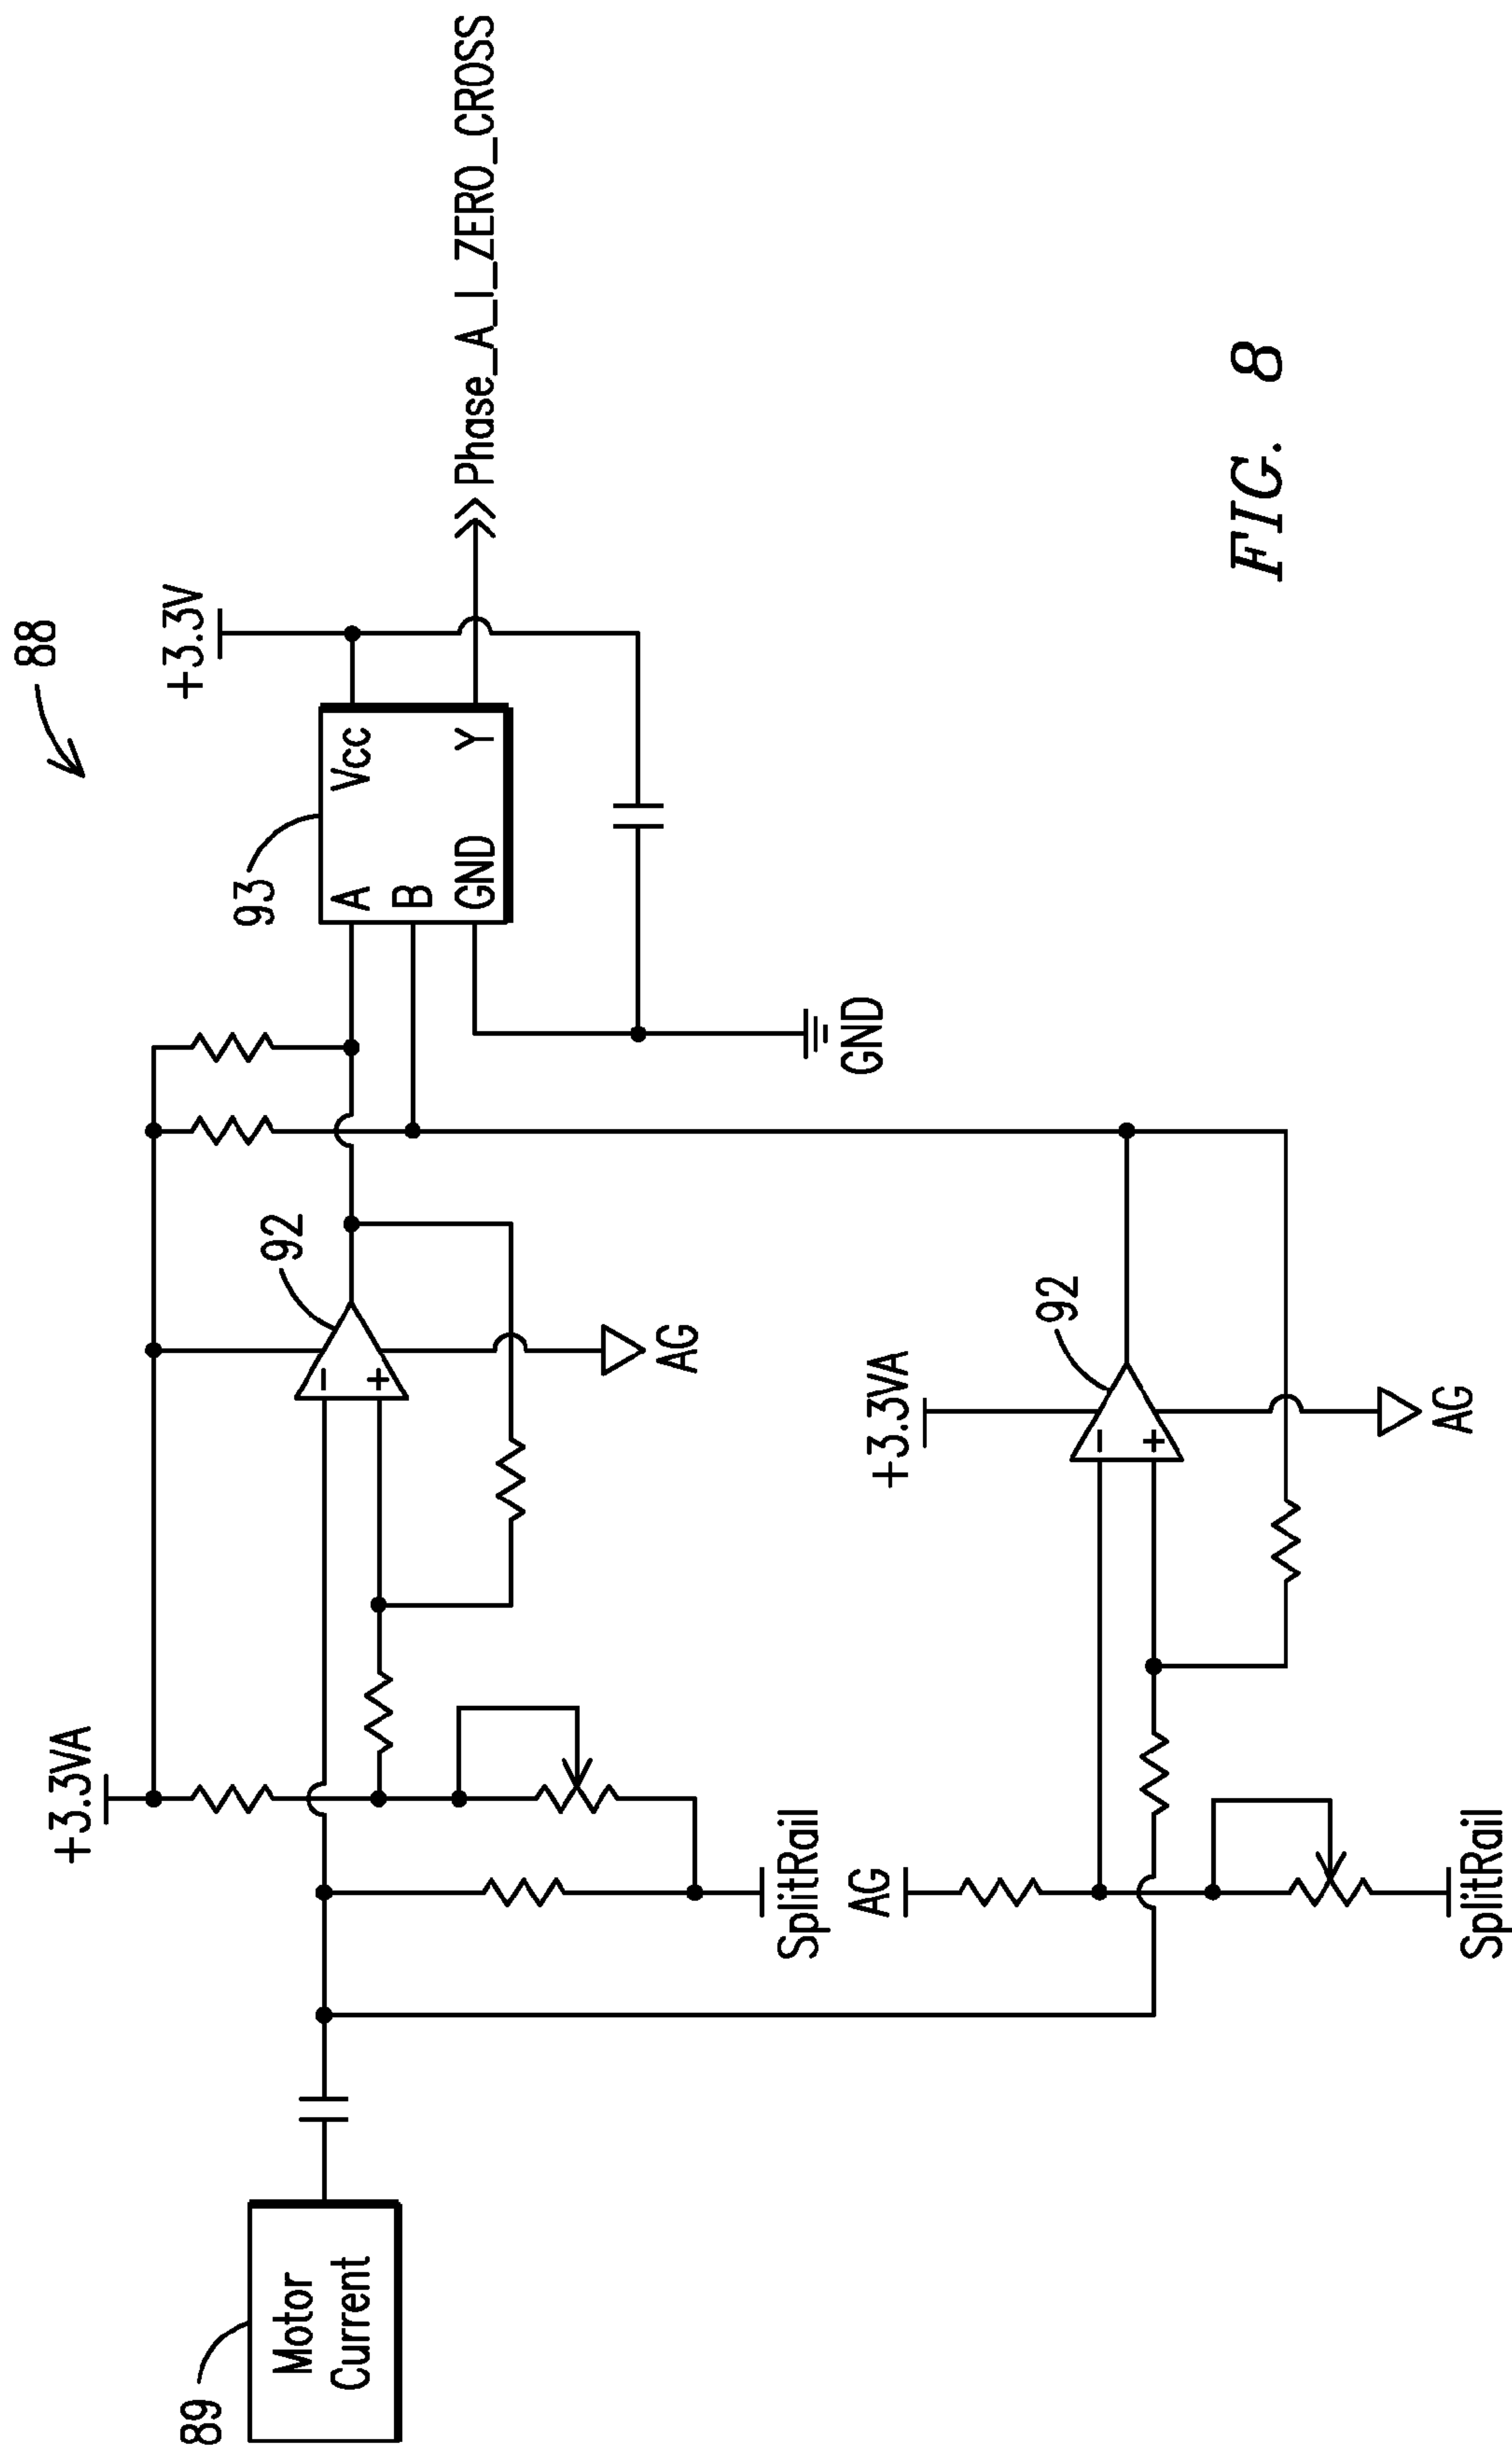 88
+3.3VA
+3.3V
93
A
Vcc
B
GND
Y
Phase_A_I_ZERO_CROSS
92
−
+
89
Motor
Current
AG
GND
SplitRail
AG
+3.3VA
92
−
+
AG
SplitRail
FIG. 8